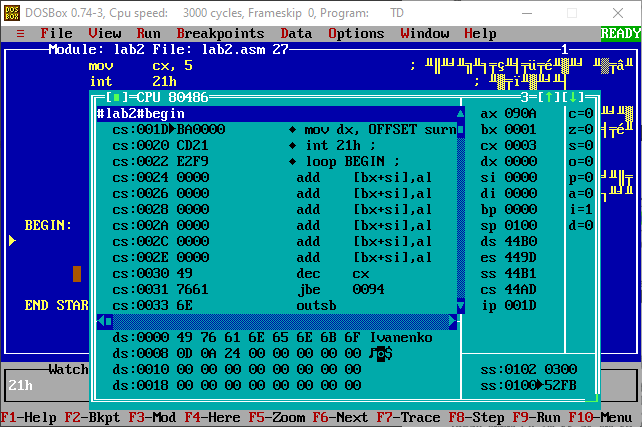 DOSBox 0.74-3, Cpu speed: 3000 cycles, Frameskip 0, Program: TD
≡ File View Run Breakpoints Data Options Window Help READY
Module: lab2 File: lab2.asm 27 1
mov cx, 5 ;
int 21h ;
[■]=CPU 80486 3=[↑][↓]
#lab2#begin
cs:001D►BA0000 ♦ mov dx, OFFSET surn
cs:0020 CD21 ♦ int 21h ;
cs:0022 E2F9 ♦ loop BEGIN ;
cs:0024 0000 add [bx+si],al
cs:0026 0000 add [bx+si],al
cs:0028 0000 add [bx+si],al
cs:002A 0000 add [bx+si],al
cs:002C 0000 add [bx+si],al
cs:002E 0000 add [bx+si],al
cs:0030 49 dec cx
cs:0031 7661 jbe 0094
cs:0033 6E outsb
ax 090A c=0
bx 0001 z=0
cx 0003 s=0
dx 0000 o=0
si 0000 p=0
di 0000 a=0
bp 0000 i=1
sp 0100 d=0
ds 44B0
es 449D
ss 44B1
cs 44AD
ip 001D
BEGIN:
END STAR
ds:0000 49 76 61 6E 65 6E 6B 6F Ivanenko
ds:0008 0D 0A 24 00 00 00 00 00 ♪◙$
ds:0010 00 00 00 00 00 00 00 00
ds:0018 00 00 00 00 00 00 00 00
ss:0102 0300
ss:0100►52FB
Watch
21h
F1-Help F2-Bkpt F3-Mod F4-Here F5-Zoom F6-Next F7-Trace F8-Step F9-Run F10-Menu